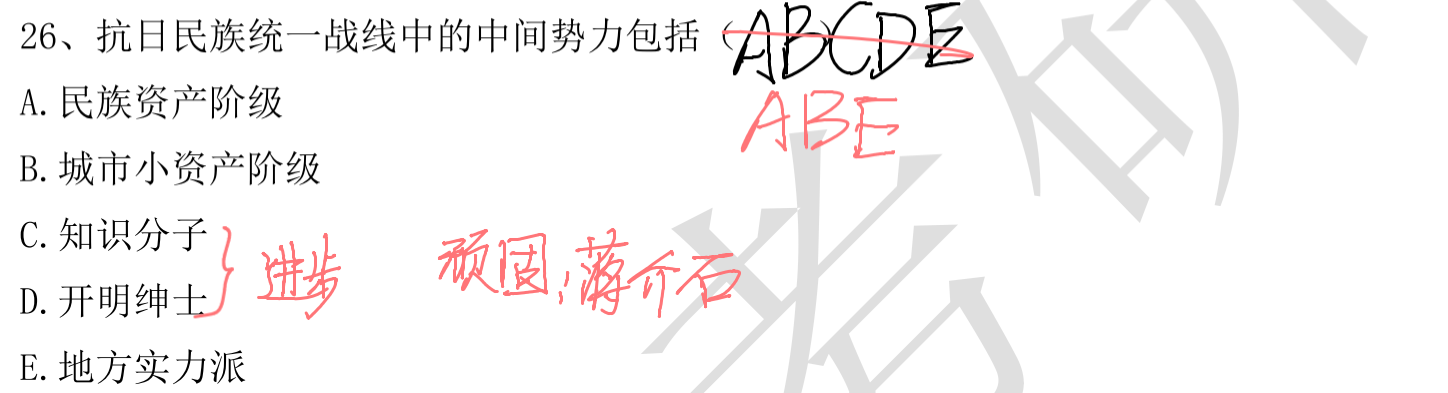 26、抗日民族统一战线中的中间势力包括（ABCDE
ABE
A.民族资产阶级
B.城市小资产阶级
C.知识分子
进步 顽固：蒋介石
D.开明绅士
E.地方实力派
考研